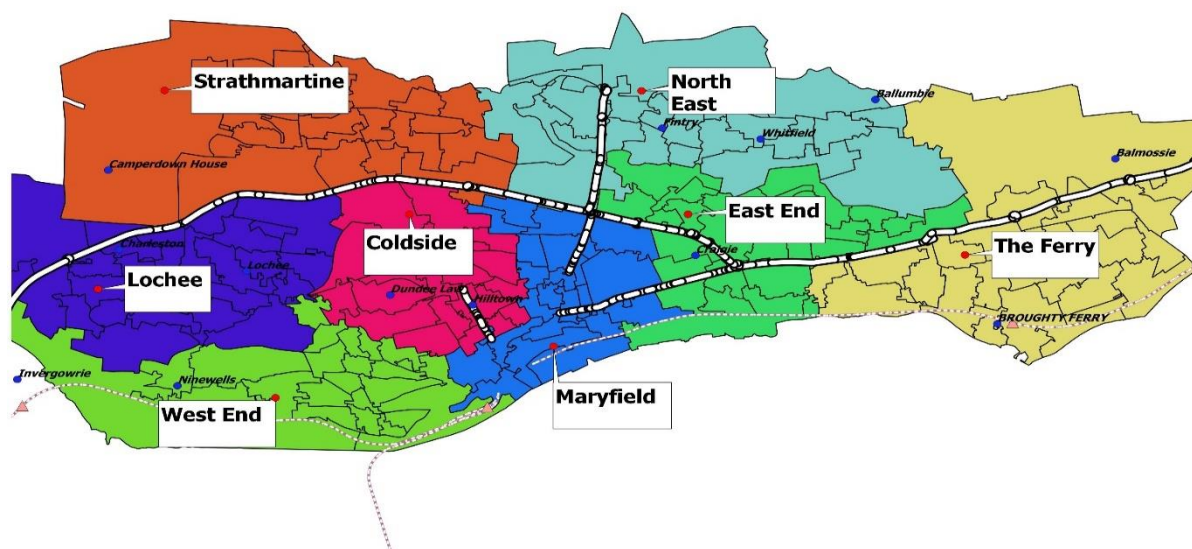 Strathmartine
North
East
Ballumbie
Fintry
Whitfield
Camperdown House
Balmossie
Coldside
East End
The Ferry
Charleston
Craigie
Lochee
Lochee
Dundee Law
Hilltown
BROUGHTY FERRY
Invergowrie
Ninewells
Maryfield
West End